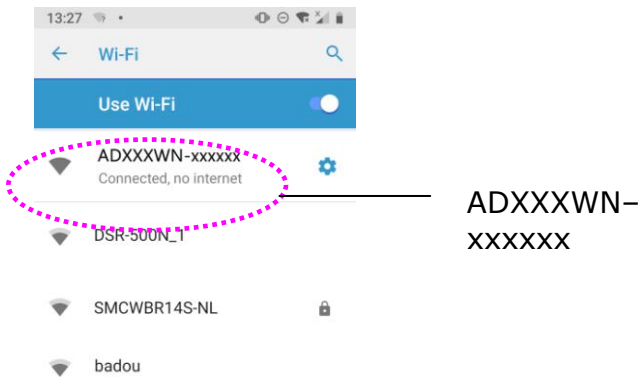 13:27
Wi-Fi
Use Wi-Fi
ADXXXWN-xxxxxx
Connected, no internet
ADXXXWN–
xxxxxx
DSR-500N_1
SMCWBR14S-NL
badou